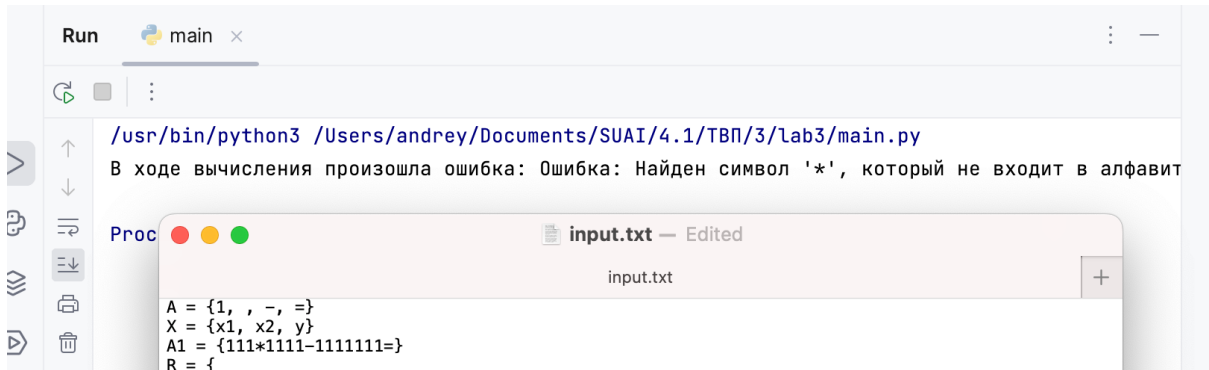 Run main
/usr/bin/python3 /Users/andrey/Documents/SUAI/4.1/ТВП/3/lab3/main.py
В ходе вычисления произошла ошибка: Ошибка: Найден символ '*', который не входит в алфавит
Proc
input.txt — Edited
input.txt
A = {1, , -, =}
X = {x1, x2, y}
A1 = {111*1111-1111111=}
R = {